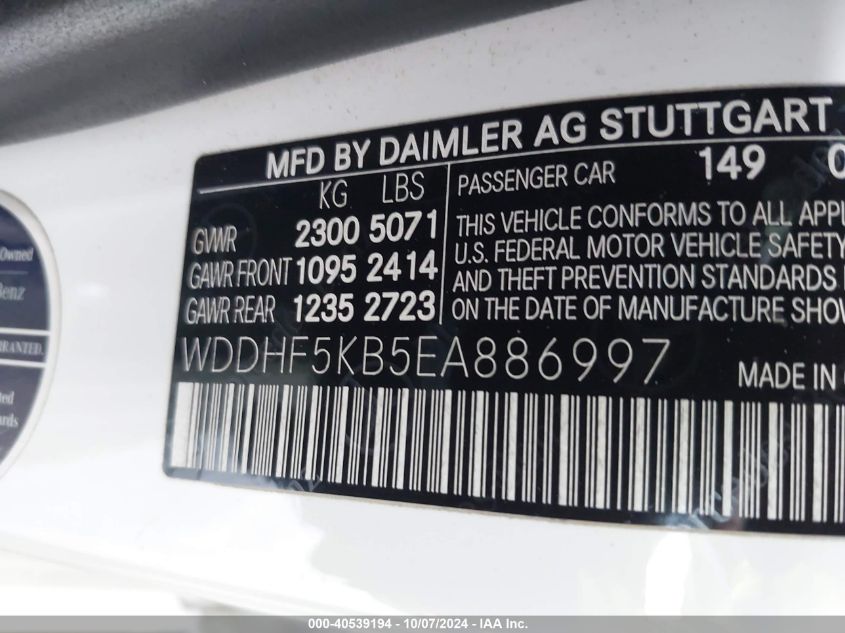 MFD BY DAIMLER AG STUTTGART
KG LBS
GVWR 2300 5071
GAWR FRONT 1095 2414
GAWR REAR 1235 2723
PASSENGER CAR 149 0
THIS VEHICLE CONFORMS TO ALL
U.S. FEDERAL MOTOR VEHICLE SAFETY
AND THEFT PREVENTION STANDARDS
ON THE DATE OF MANUFACTURE
WDDHF5KB5EA886997
MADE IN
Owned
000-40539194 - 10/07/2024 - IAA Inc.